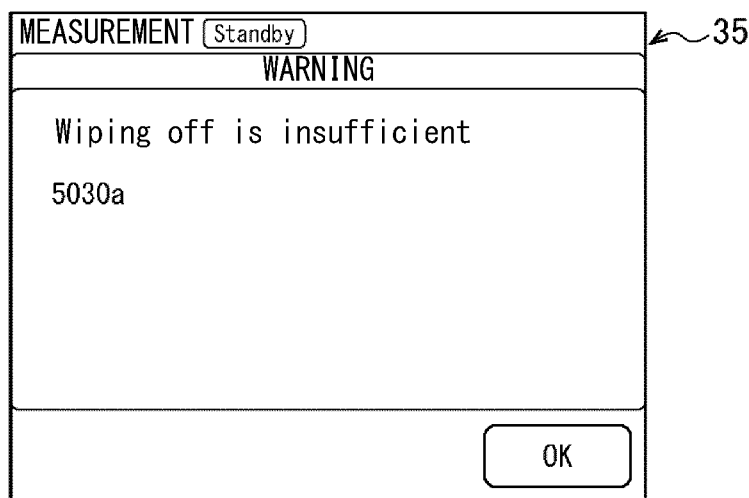 MEASUREMENT Standby
35
WARNING
Wiping off is insufficient
5030a
OK